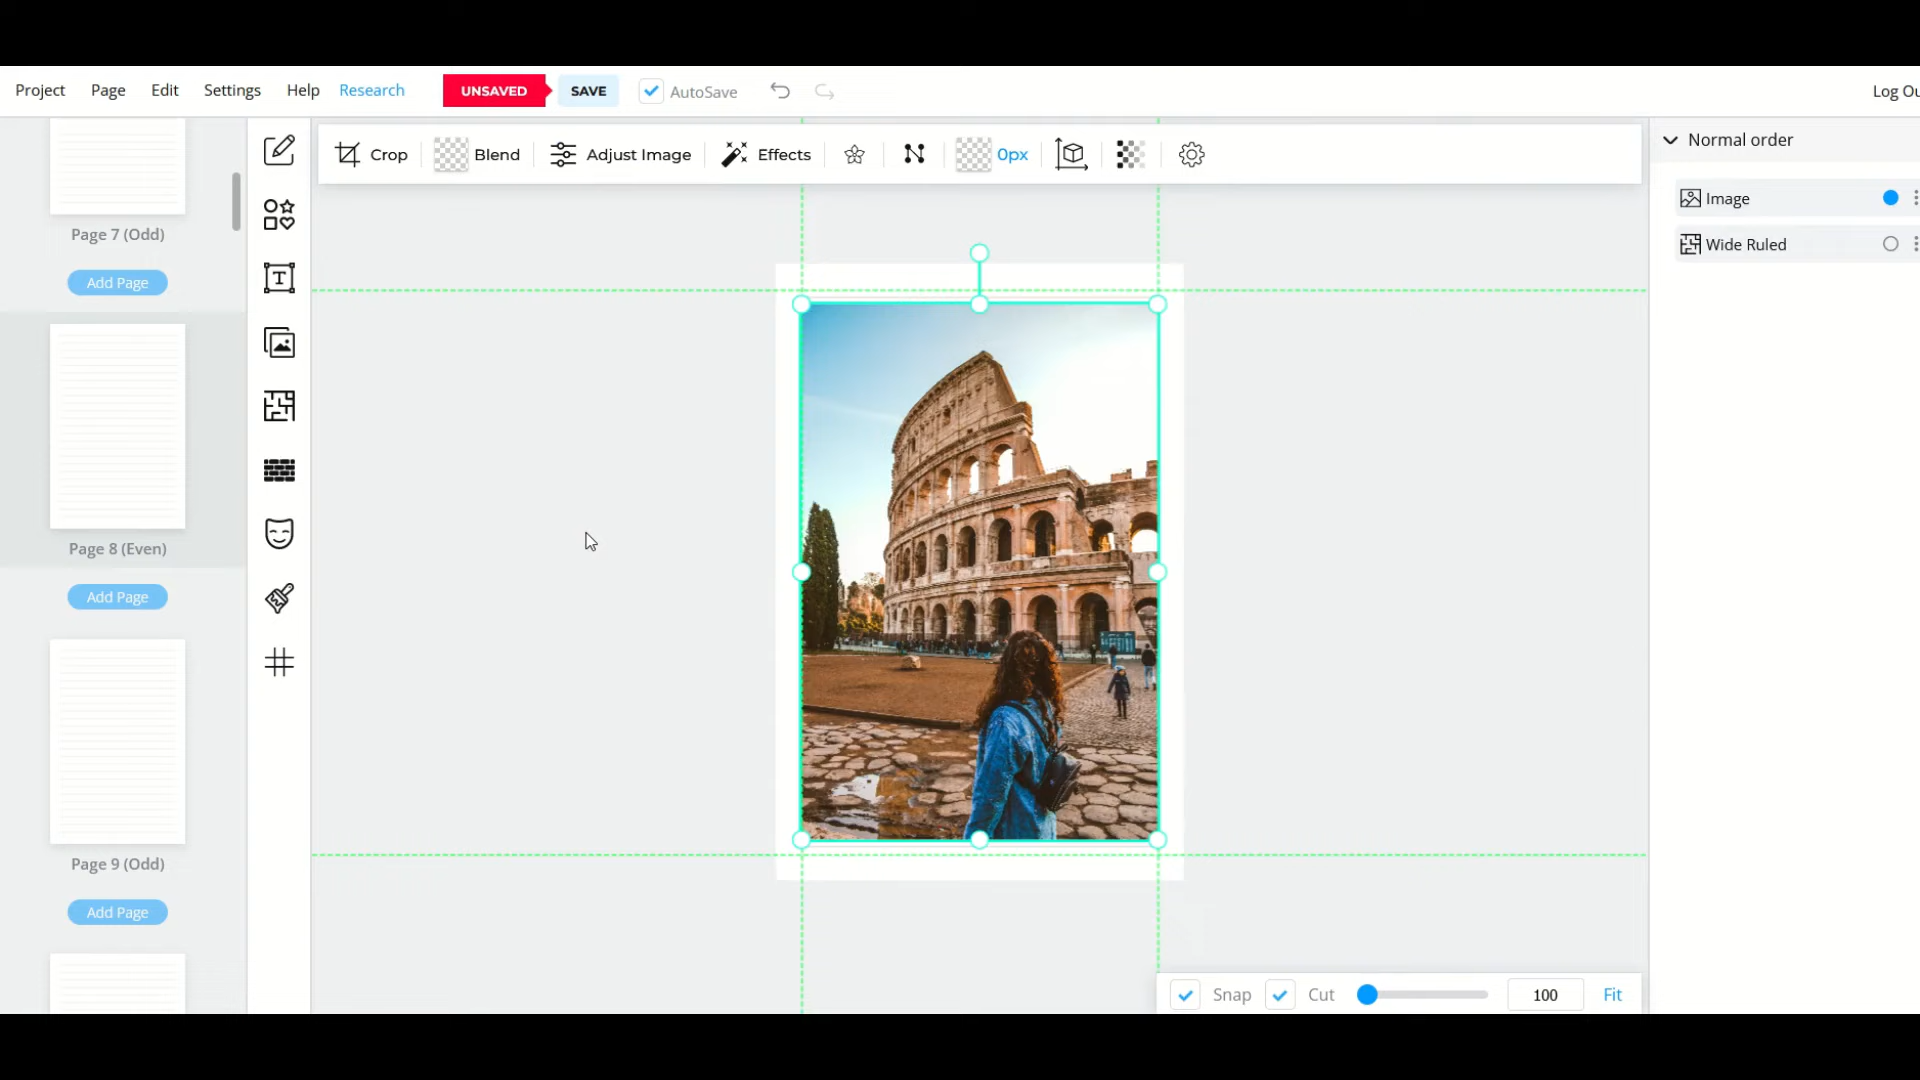 Project Page Edit Settings Help Research UNSAVED SAVE AutoSave Log Ou
Crop Blend Adjust Image Effects 0px
Normal order
Image
Wide Ruled
Page 7 (Odd)
Add Page
Page 8 (Even)
Add Page
Page 9 (Odd)
Add Page
Snap Cut 100 Fit